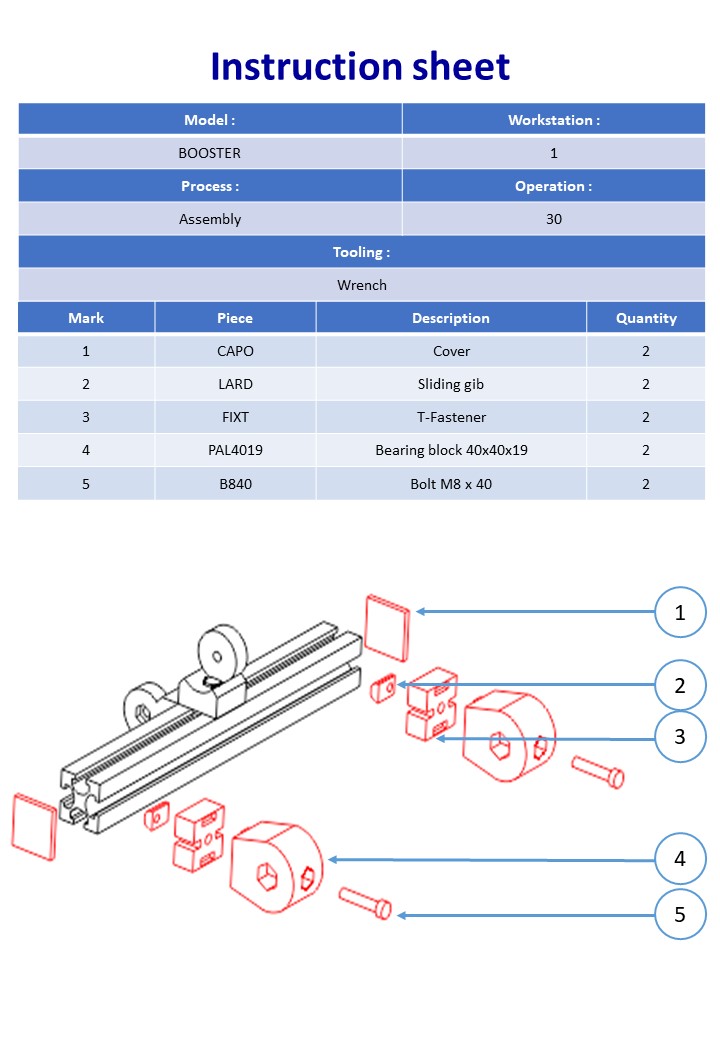 Instruction sheet
Model : Workstation :
BOOSTER 1
Process : Operation :
Assembly 30
Tooling :
Wrench
Mark Piece Description Quantity
1 CAPO Cover 2
2 LARD Sliding gib 2
3 FIXT T-Fastener 2
4 PAL4019 Bearing block 40x40x19 2
5 B840 Bolt M8 x 40 2
1
2
3
4
5